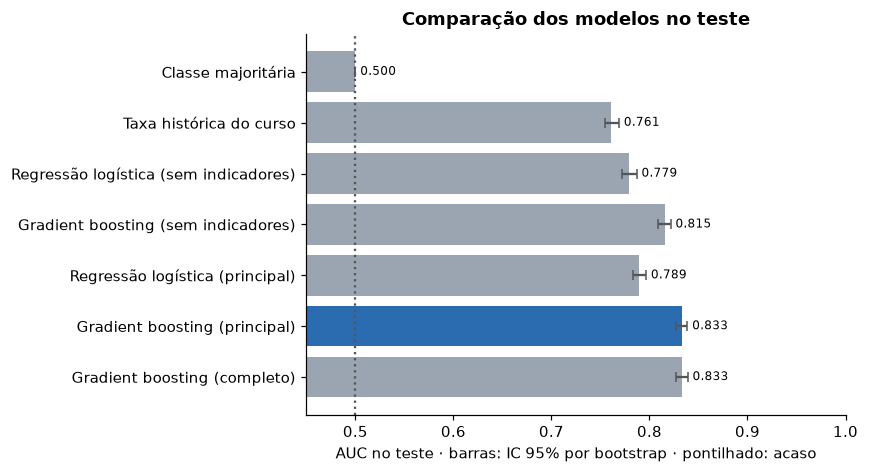 Comparação dos modelos no teste
Classe majoritária
0.500
Taxa histórica do curso
0.761
Regressão logística (sem indicadores)
0.779
Gradient boosting (sem indicadores)
0.815
Regressão logística (principal)
0.789
Gradient boosting (principal)
0.833
Gradient boosting (completo)
0.833
0.5 0.6 0.7 0.8 0.9 1.0
AUC no teste · barras: IC 95% por bootstrap · pontilhado: acaso